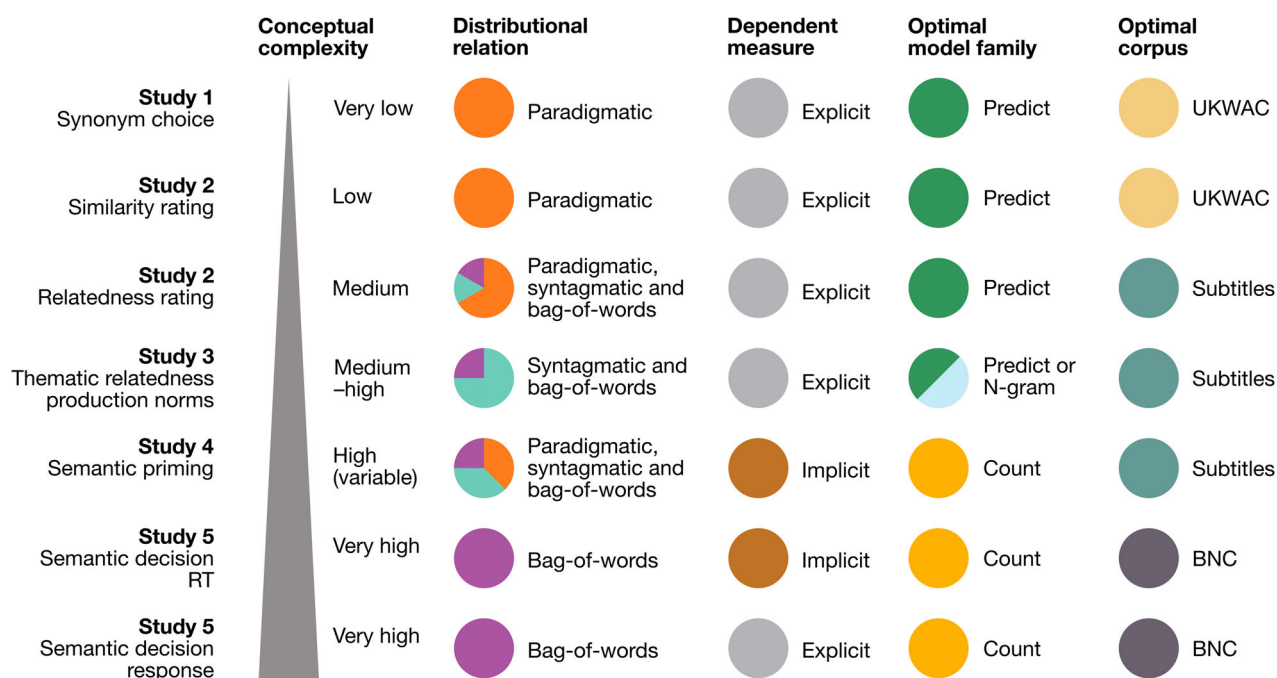 Conceptual complexity
Distributional relation
Dependent measure
Optimal model family
Optimal corpus
Study 1
Synonym choice
Very low
Paradigmatic
Explicit
Predict
UKWAC
Study 2
Similarity rating
Low
Paradigmatic
Explicit
Predict
UKWAC
Study 2
Relatedness rating
Medium
Paradigmatic,
syntagmatic and
bag-of-words
Explicit
Predict
Subtitles
Study 3
Thematic relatedness
production norms
Medium
–high
Syntagmatic and
bag-of-words
Explicit
Predict or
N-gram
Subtitles
Study 4
Semantic priming
High
(variable)
Paradigmatic,
syntagmatic and
bag-of-words
Implicit
Count
Subtitles
Study 5
Semantic decision
RT
Very high
Bag-of-words
Implicit
Count
BNC
Study 5
Semantic decision
response
Very high
Bag-of-words
Explicit
Count
BNC